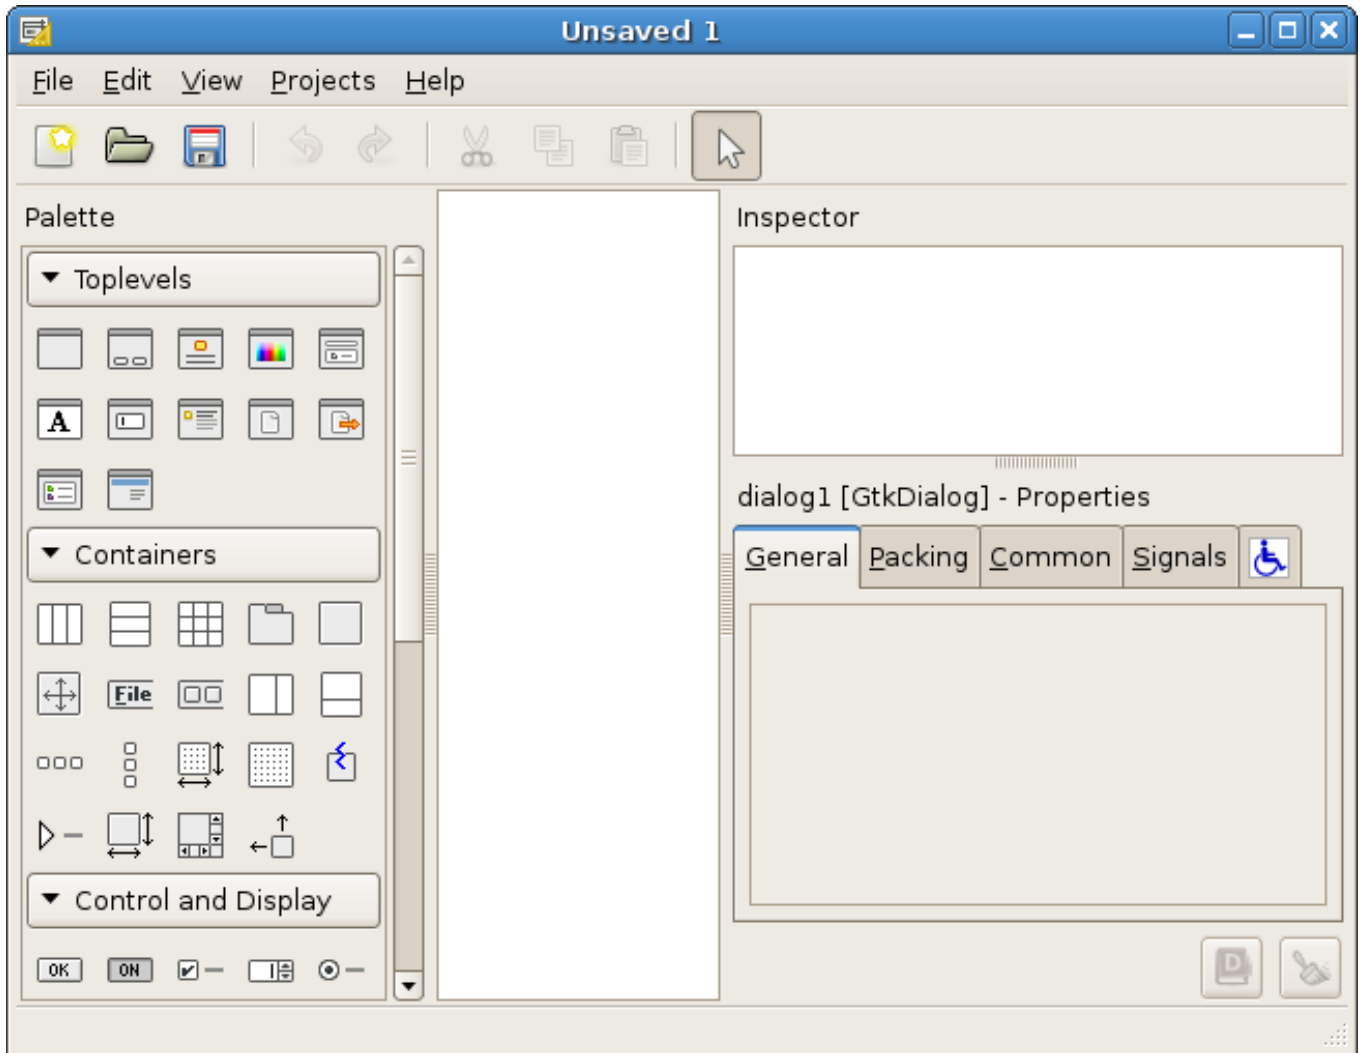 Unsaved 1
File Edit View Projects Help
Palette
Inspector
Toplevels
A
dialog1 [GtkDialog] - Properties
Containers
General Packing Common Signals
File
Control and Display
OK ON
D